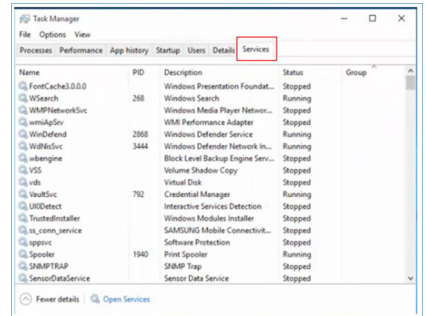 Task Manager
File Options View
Processes Performance App history Startup Users Details Services
Name PID Description Status Group
FontCache3.0.0.0 Windows Presentation Foundat... Stopped
WSearch 268 Windows Search Running
WMPNetworkSvc Windows Media Player Networ... Stopped
wmiApSrv WMI Performance Adapter Stopped
WinDefend 2868 Windows Defender Service Running
WdNisSvc 3444 Windows Defender Network In... Running
wbengine Block Level Backup Engine Serv... Stopped
VSS Volume Shadow Copy Stopped
vds Virtual Disk Stopped
VaultSvc 792 Credential Manager Running
UI0Detect Interactive Services Detection Stopped
TrustedInstaller Windows Modules Installer Stopped
ss_conn_service SAMSUNG Mobile Connectivit... Stopped
sppsvc Software Protection Stopped
Spooler 1940 Print Spooler Running
SNMPTRAP SNMP Trap Stopped
SensorDataService Sensor Data Service Stopped
Fewer details Open Services